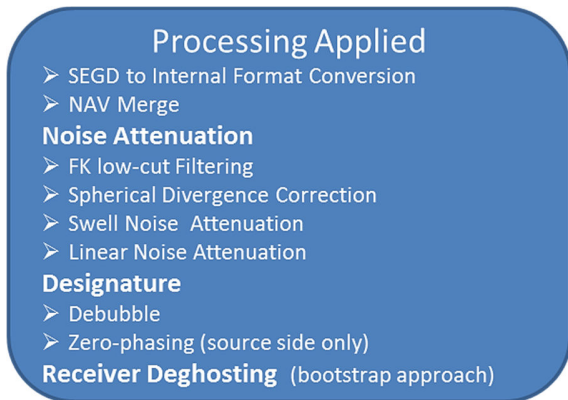 Processing Applied
➢ SEGD to Internal Format Conversion
➢ NAV Merge
Noise Attenuation
➢ FK low-cut Filtering
➢ Spherical Divergence Correction
➢ Swell Noise Attenuation
➢ Linear Noise Attenuation
Designature
➢ Debubble
➢ Zero-phasing (source side only)
Receiver Deghosting (bootstrap approach)